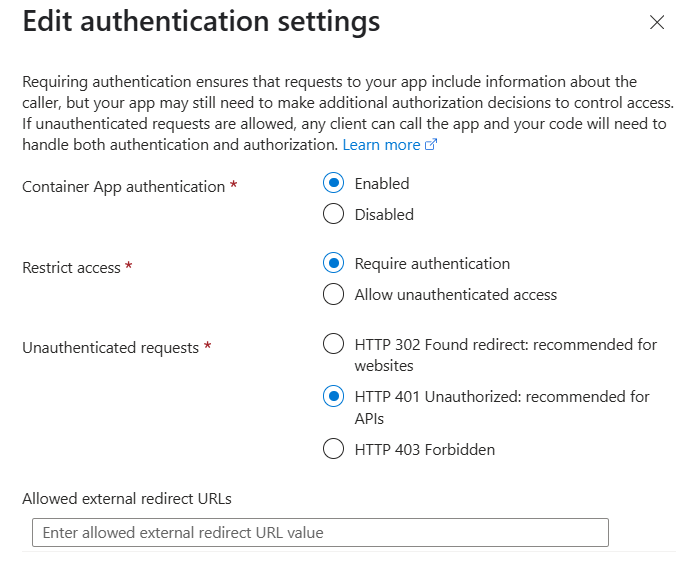 Edit authentication settings
Requiring authentication ensures that requests to your app include information about the
caller, but your app may still need to make additional authorization decisions to control access.
If unauthenticated requests are allowed, any client can call the app and your code will need to
handle both authentication and authorization. Learn more
Container App authentication *
Enabled
Disabled
Restrict access *
Require authentication
Allow unauthenticated access
Unauthenticated requests *
HTTP 302 Found redirect: recommended for
websites
HTTP 401 Unauthorized: recommended for
APIs
HTTP 403 Forbidden
Allowed external redirect URLs
Enter allowed external redirect URL value